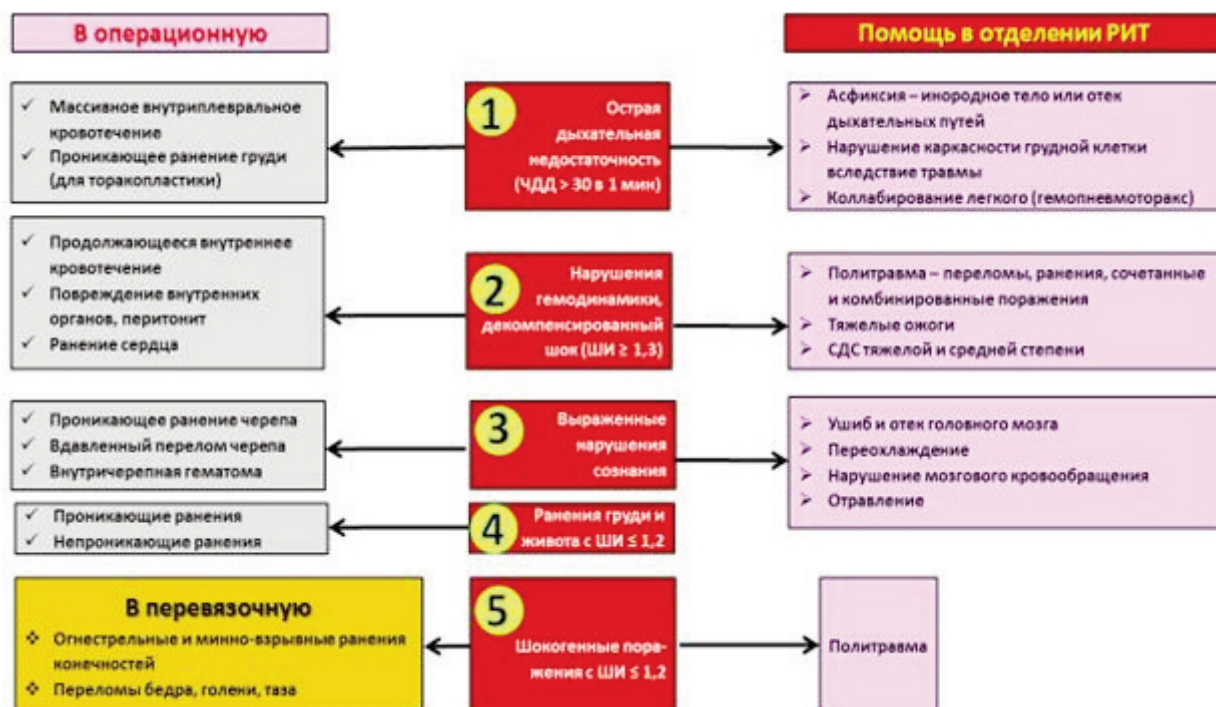 В операционную
Помощь в отделении РИТ
✓ Массивное внутриплевральное
кровотечение
✓ Проникающее ранение груди
(для торакопластики)
1
Острая
дыхательная
недостаточность
(ЧДД > 30 в 1 мин)
➢ Асфиксия – инородное тело или отек
дыхательных путей
➢ Нарушение каркасности грудной клетки
вследствие травмы
➢ Коллабирование легкого (гемопневмоторакс)
✓ Продолжающееся внутреннее
кровотечение
✓ Повреждение внутренних
органов, перитонит
✓ Ранение сердца
2
Нарушения
гемодинамики,
декомпенсированный
шок (ШИ ≥ 1,3)
➢ Политравма – переломы, ранения, сочетанные
и комбинированные поражения
➢ Тяжелые ожоги
➢ СДС тяжелой и средней степени
✓ Проникающее ранение черепа
✓ Вдавленный перелом черепа
✓ Внутричерепная гематома
3
Выраженные
нарушения
сознания
➢ Ушиб и отек головного мозга
➢ Переохлаждение
➢ Нарушение мозгового кровообращения
➢ Отравление
✓ Проникающие ранения
✓ Непроникающие ранения
4
Ранения груди и
живота с ШИ ≤ 1,2
В перевязочную
❖ Огнестрельные и минно-взрывные ранения
конечностей
❖ Переломы бедра, голени, таза
5
Шокогенные пора-
жения с ШИ ≤ 1,2
Политравма